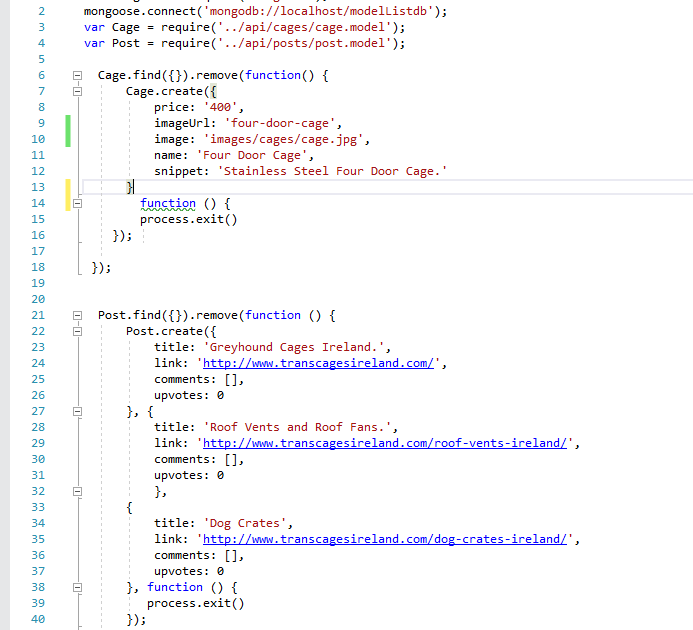 2 mongoose.connect('mongodb://localhost/modelListdb');
3 var Cage = require('../api/cages/cage.model');
4 var Post = require('../api/posts/post.model');
5
6 Cage.find({}).remove(function() {
7 Cage.create({
8 price: '400',
9 imageUrl: 'four-door-cage',
10 image: 'images/cages/cage.jpg',
11 name: 'Four Door Cage',
12 snippet: 'Stainless Steel Four Door Cage.'
13 }
14 function () {
15 process.exit()
16 });
17
18 });
19
20
21 Post.find({}).remove(function () {
22 Post.create({
23 title: 'Greyhound Cages Ireland.',
24 link: 'http://www.transcagesireland.com/',
25 comments: [],
26 upvotes: 0
27 }, {
28 title: 'Roof Vents and Roof Fans.',
29 link: 'http://www.transcagesireland.com/roof-vents-ireland/',
30 comments: [],
31 upvotes: 0
32 },
33 {
34 title: 'Dog Crates',
35 link: 'http://www.transcagesireland.com/dog-crates-ireland/',
36 comments: [],
37 upvotes: 0
38 }, function () {
39 process.exit()
40 });